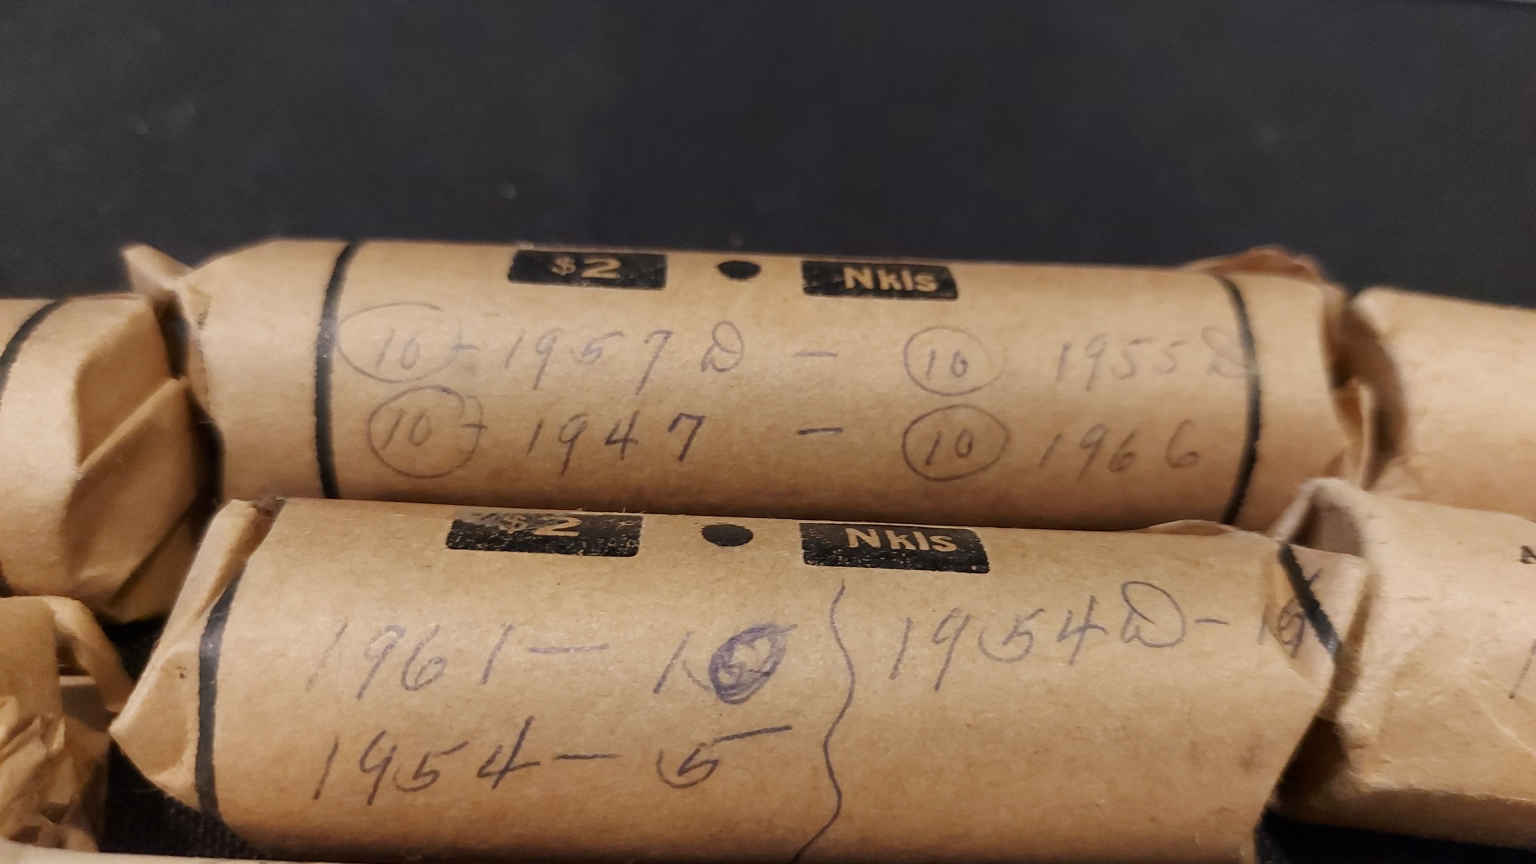 $2 • Nkls
10 - 1957 D - 10 1955 D
10 - 1947 - 10 1966
$2 • Nkls
1961 - 10 } 1954 D -
1954 - 5